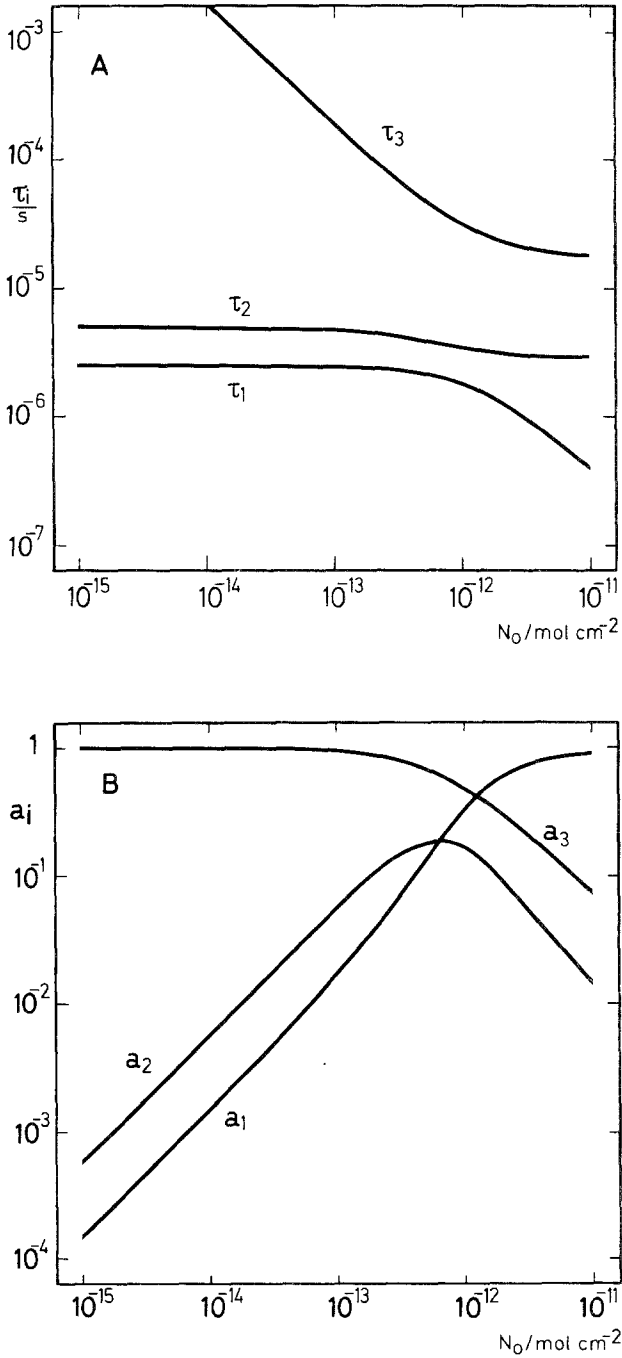 A
10⁻³
10⁻⁴
τᵢ/s
10⁻⁵
10⁻⁶
10⁻⁷
τ₃
τ₂
τ₁
10⁻¹⁵ 10⁻¹⁴ 10⁻¹³ 10⁻¹² 10⁻¹¹
N₀/mol cm⁻²
B
1
aᵢ
10⁻¹
10⁻²
10⁻³
10⁻⁴
a₃
a₂
a₁
10⁻¹⁵ 10⁻¹⁴ 10⁻¹³ 10⁻¹² 10⁻¹¹
N₀/mol cm⁻²